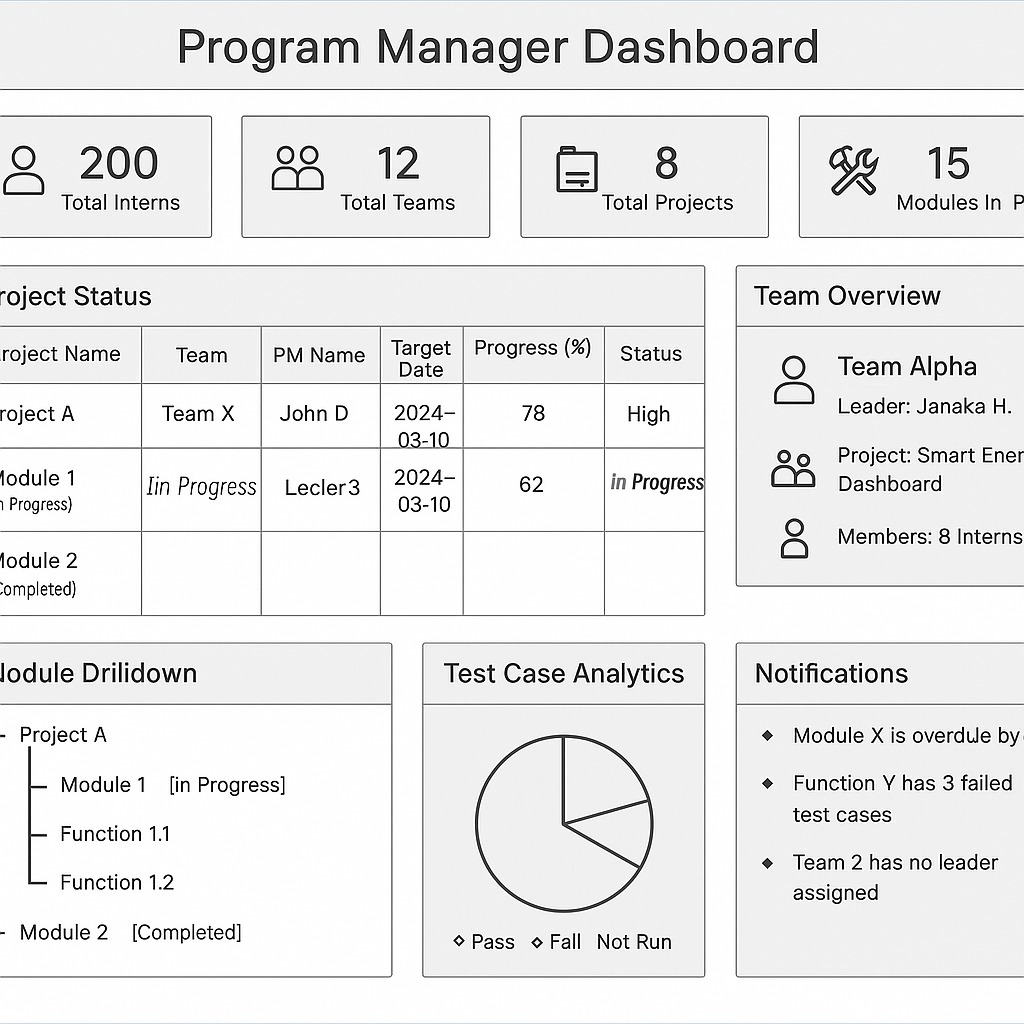 Program Manager Dashboard
200
Total Interns
12
Total Teams
8
Total Projects
15
Modules In P
roject Status
roject Name Team PM Name Target Date Progress (%) Status
roject A Team X John D 2024–03-10 78 High
Module 1 Iin Progress Lecler3 2024–03-10 62 in Progress
n Progress)
Module 2
Completed)
Team Overview
Team Alpha
Leader: Janaka H.
Project: Smart Ener
Dashboard
Members: 8 Interns
Nodule Drilidown
Project A
Module 1 [in Progress]
Function 1.1
Function 1.2
Module 2 [Completed]
Test Case Analytics
Pass Fall Not Run
Notifications
Module X is overdue by
Function Y has 3 failed
test cases
Team 2 has no leader
assigned